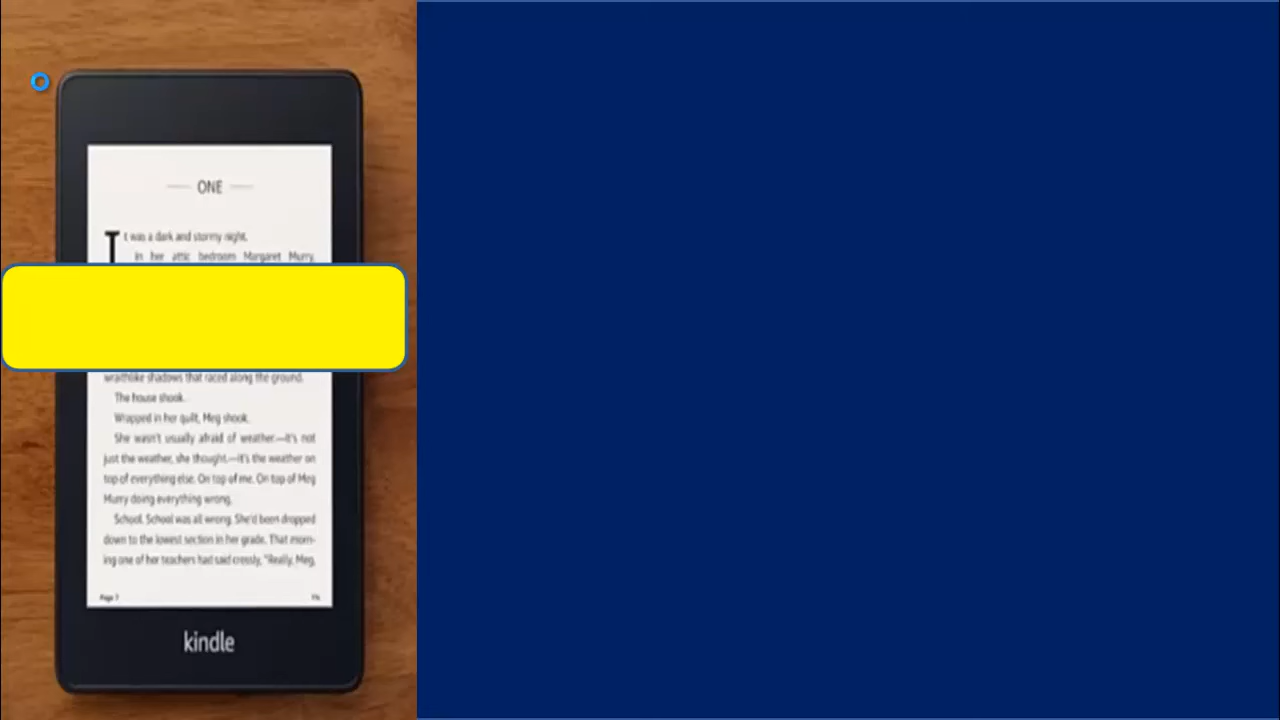 ONE
It was a dark and stormy night.
In her attic bedroom Margaret Murry,
wraithlike shadows that raced along the ground.
The house shook.
Wrapped in her quilt, Meg shook.
She wasn't usually afraid of weather.—It's not
just the weather, she thought.—It's the weather on
top of everything else. On top of me. On top of Meg
Murry doing everything wrong.
School. School was all wrong. She'd been dropped
down to the lowest section in her grade. That morn-
ing one of her teachers had said crossly, "Really, Meg,
Page 7
kindle